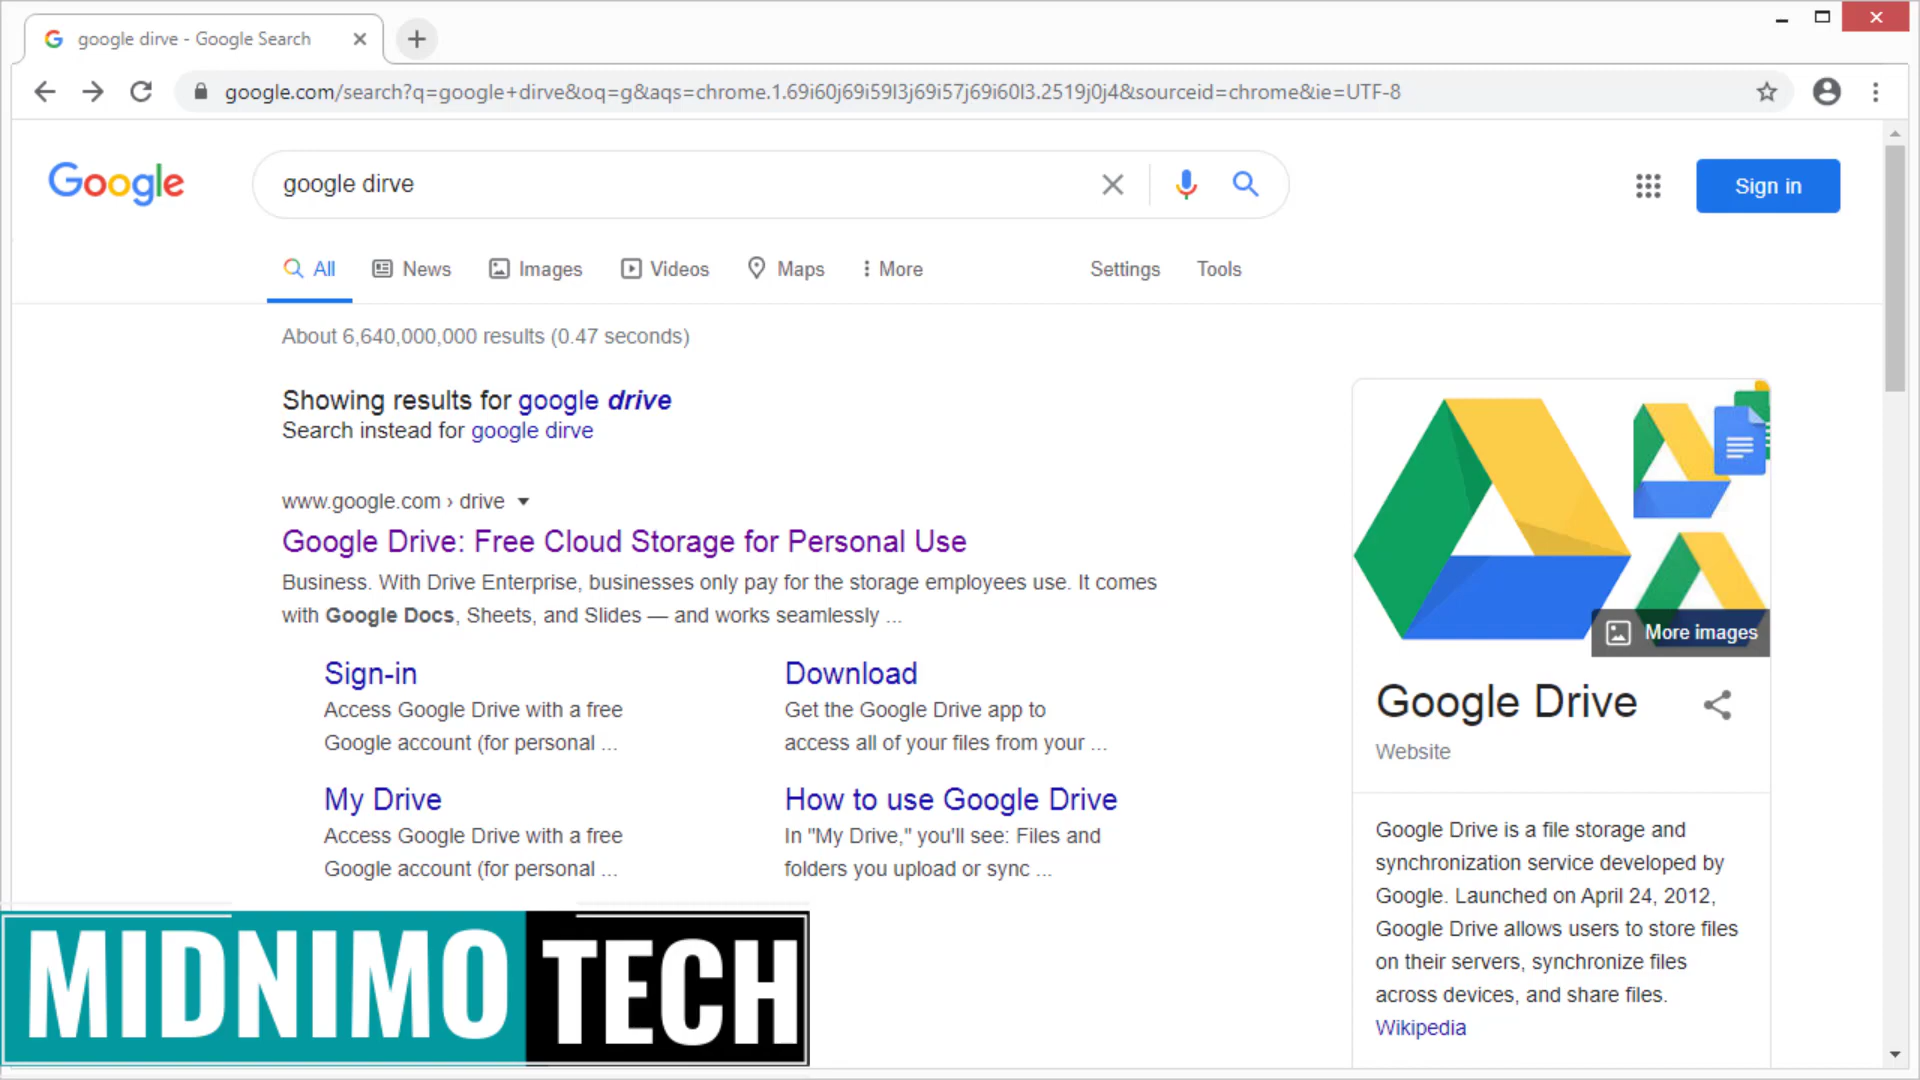 google dirve - Google Search
google.com/search?q=google+dirve&oq=g&aqs=chrome.1.69i60j69i59l3j69i57j69i60l3.2519j0j4&sourceid=chrome&ie=UTF-8
Google
google dirve
Sign in
All
News
Images
Videos
Maps
More
Settings
Tools
About 6,640,000,000 results (0.47 seconds)
Showing results for google drive
Search instead for google dirve
www.google.com › drive
Google Drive: Free Cloud Storage for Personal Use
Business. With Drive Enterprise, businesses only pay for the storage employees use. It comes
with Google Docs, Sheets, and Slides — and works seamlessly ...
Sign-in
Access Google Drive with a free
Google account (for personal ...
Download
Get the Google Drive app to
access all of your files from your ...
My Drive
Access Google Drive with a free
Google account (for personal ...
How to use Google Drive
In "My Drive," you'll see: Files and
folders you upload or sync ...
More images
Google Drive
Website
Google Drive is a file storage and
synchronization service developed by
Google. Launched on April 24, 2012,
Google Drive allows users to store files
on their servers, synchronize files
across devices, and share files.
Wikipedia
MIDNIMO TECH